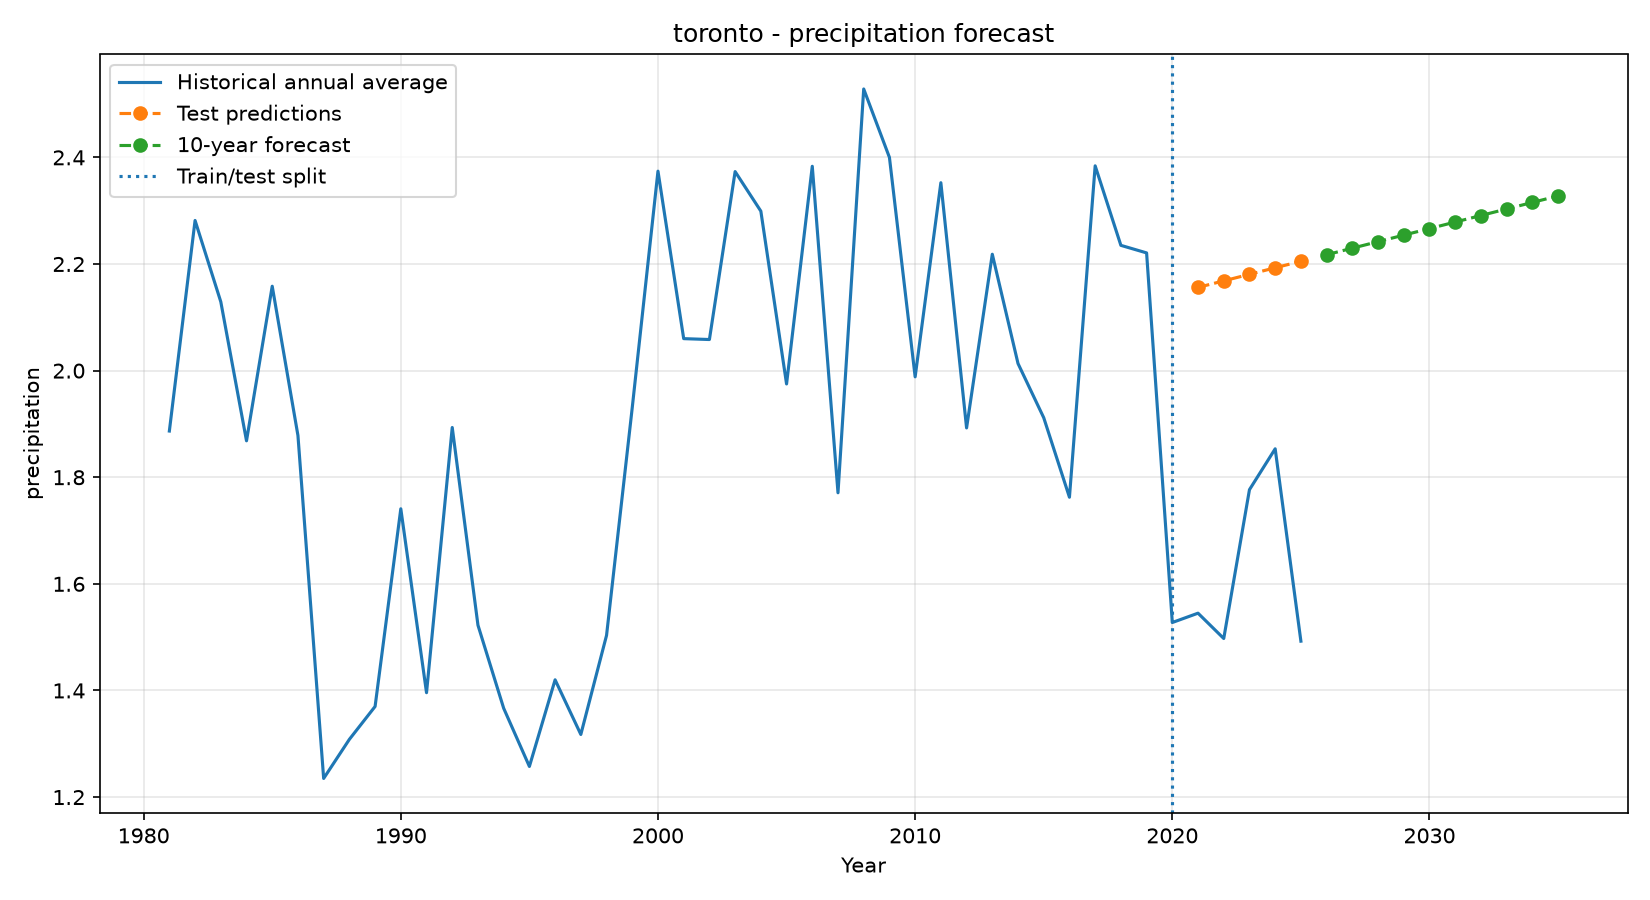 toronto - precipitation forecast
Historical annual average
Test predictions
10-year forecast
Train/test split
2.4
2.2
2.0
1.8
1.6
1.4
1.2
precipitation
1980 1990 2000 2010 2020 2030
Year